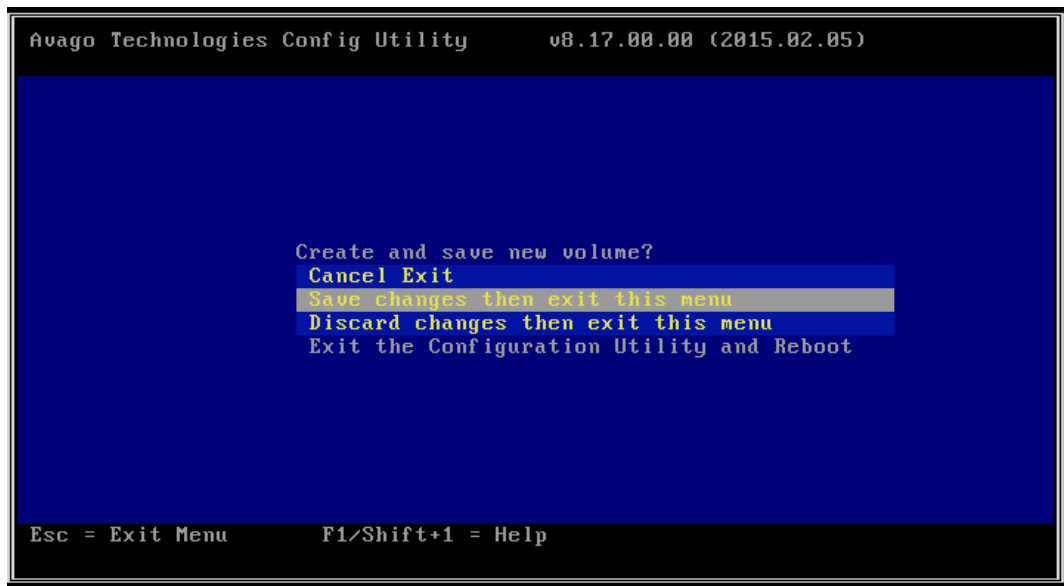 Avago Technologies Config Utility v8.17.00.00 (2015.02.05)
Create and save new volume?
Cancel Exit
Save changes then exit this menu
Discard changes then exit this menu
Exit the Configuration Utility and Reboot
Esc = Exit Menu F1/Shift+1 = Help